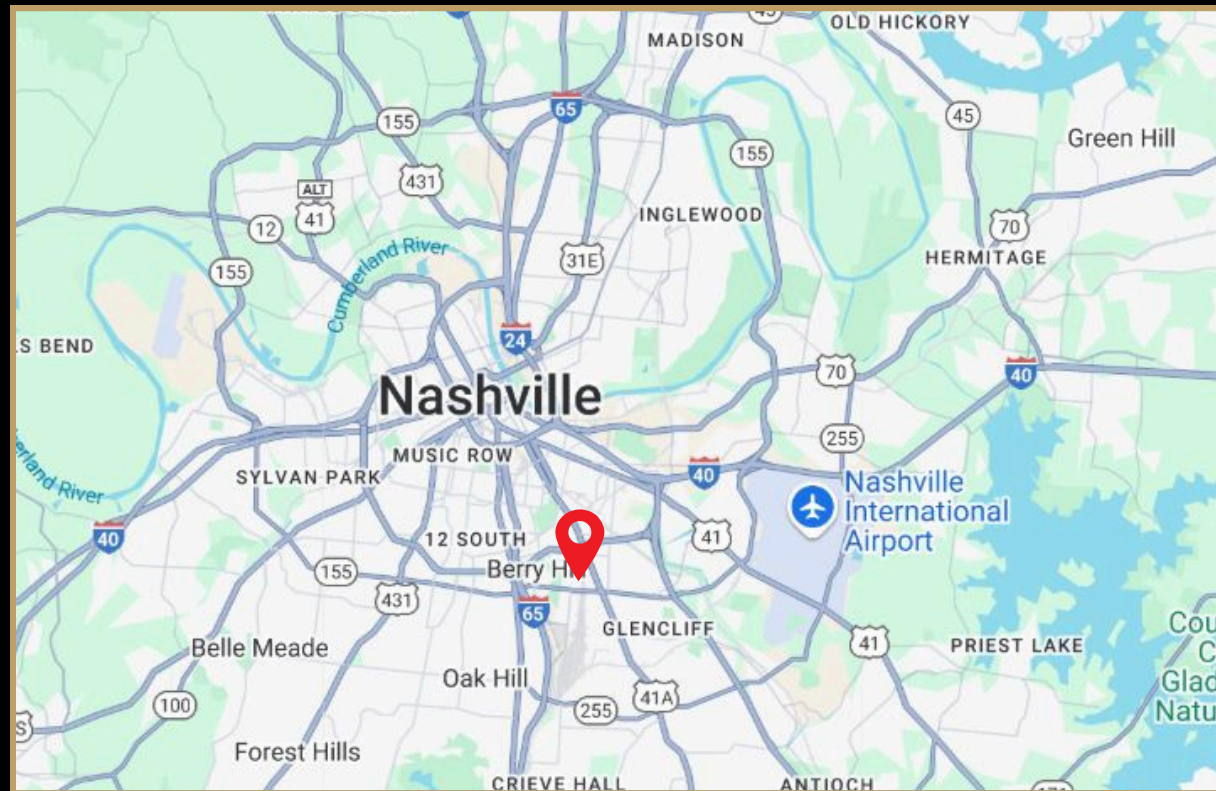 45
OLD HICKORY
MADISON
65
155
45
Green Hill
155
431
ALT
41
INGLEWOOD
70
12
Cumberland River
HERMITAGE
31E
155
24
S BEND
70
40
Nashville
255
MUSIC ROW
SYLVAN PARK
40
Nashville
International
Airport
River
41
40
12 SOUTH
Berry
155
431
65
GLENCLIFF
41
PRIEST LAKE
Belle Meade
Oak Hill
41A
255
100
Forest Hills
CRIEVE HALL
ANTIOCH